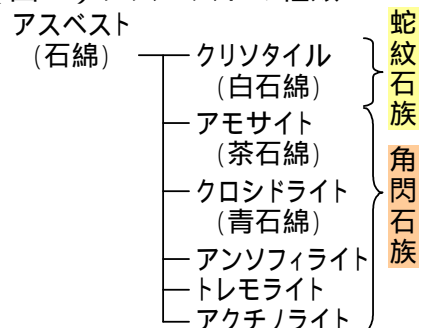 アスベスト
(石綿)
クリソタイル
(白石綿)
アモサイト
(茶石綿)
クロシドライト
(青石綿)
アンソフィライト
トレモライト
アクチノライト
蛇紋石族
角閃石族